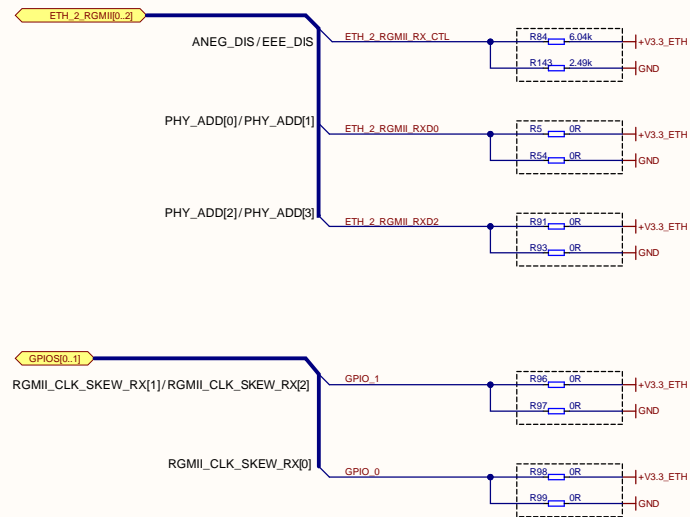 ETH_2_RGMII[0..2]
ANEG_DIS/EEE_DIS
ETH_2_RGMII_RX_CTL
R84 6.04k
+V3.3_ETH
R143 2.49k
GND
PHY_ADD[0]/PHY_ADD[1]
ETH_2_RGMII_RXD0
R5 0R
+V3.3_ETH
R54 0R
GND
PHY_ADD[2]/PHY_ADD[3]
ETH_2_RGMII_RXD2
R91 0R
+V3.3_ETH
R93 0R
GND
GPIOS[0..1]
RGMII_CLK_SKEW_RX[1]/RGMII_CLK_SKEW_RX[2]
GPIO_1
R96 0R
+V3.3_ETH
R97 0R
GND
RGMII_CLK_SKEW_RX[0]
GPIO_0
R98 0R
+V3.3_ETH
R99 0R
GND